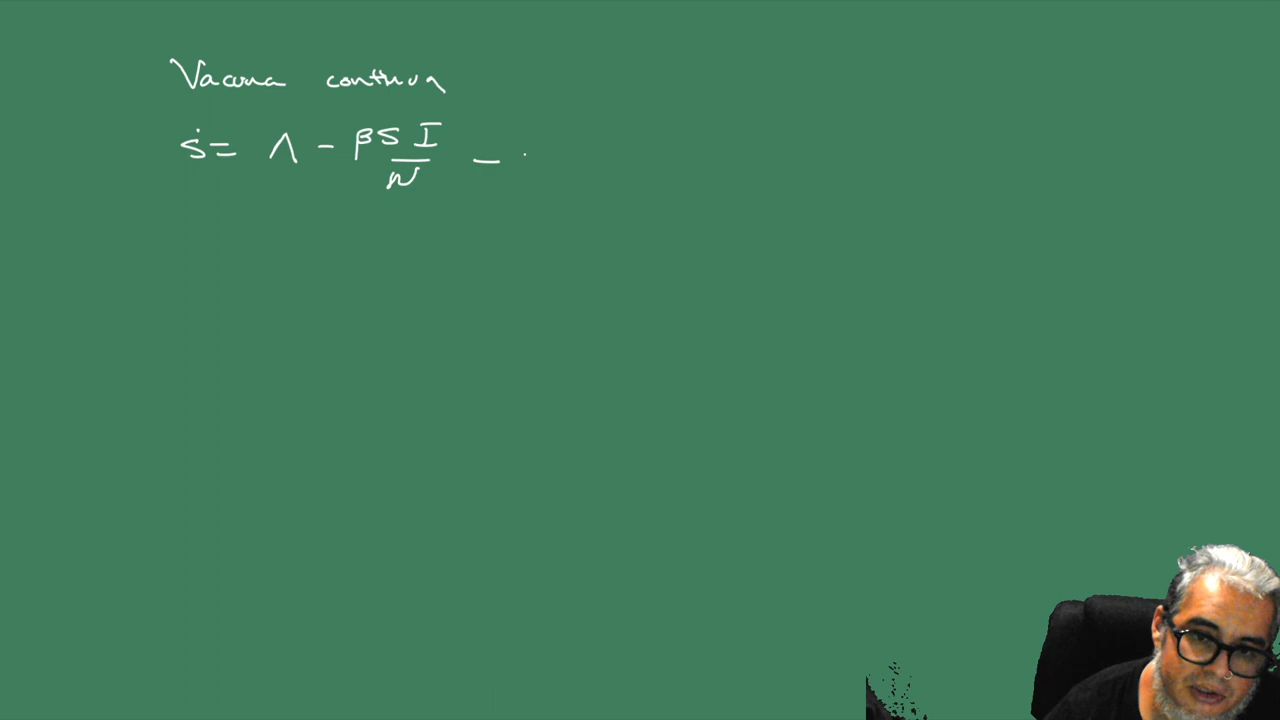 Vacuna continua
Ṡ = Λ - βS I/N -